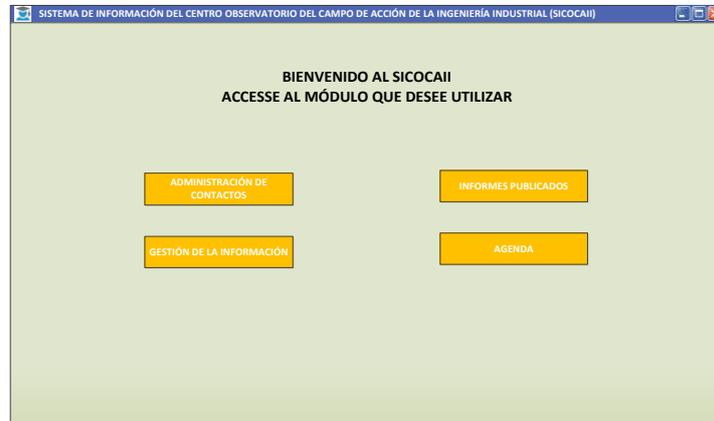 SISTEMA DE INFORMACIÓN DEL CENTRO OBSERVATORIO DEL CAMPO DE ACCIÓN DE LA INGENIERÍA INDUSTRIAL (SICOCAII)
BIENVENIDO AL SICOCAII
ACCESSE AL MÓDULO QUE DESEE UTILIZAR
ADMINISTRACIÓN DE
CONTACTOS
INFORMES PUBLICADOS
GESTIÓN DE LA INFORMACIÓN
AGENDA